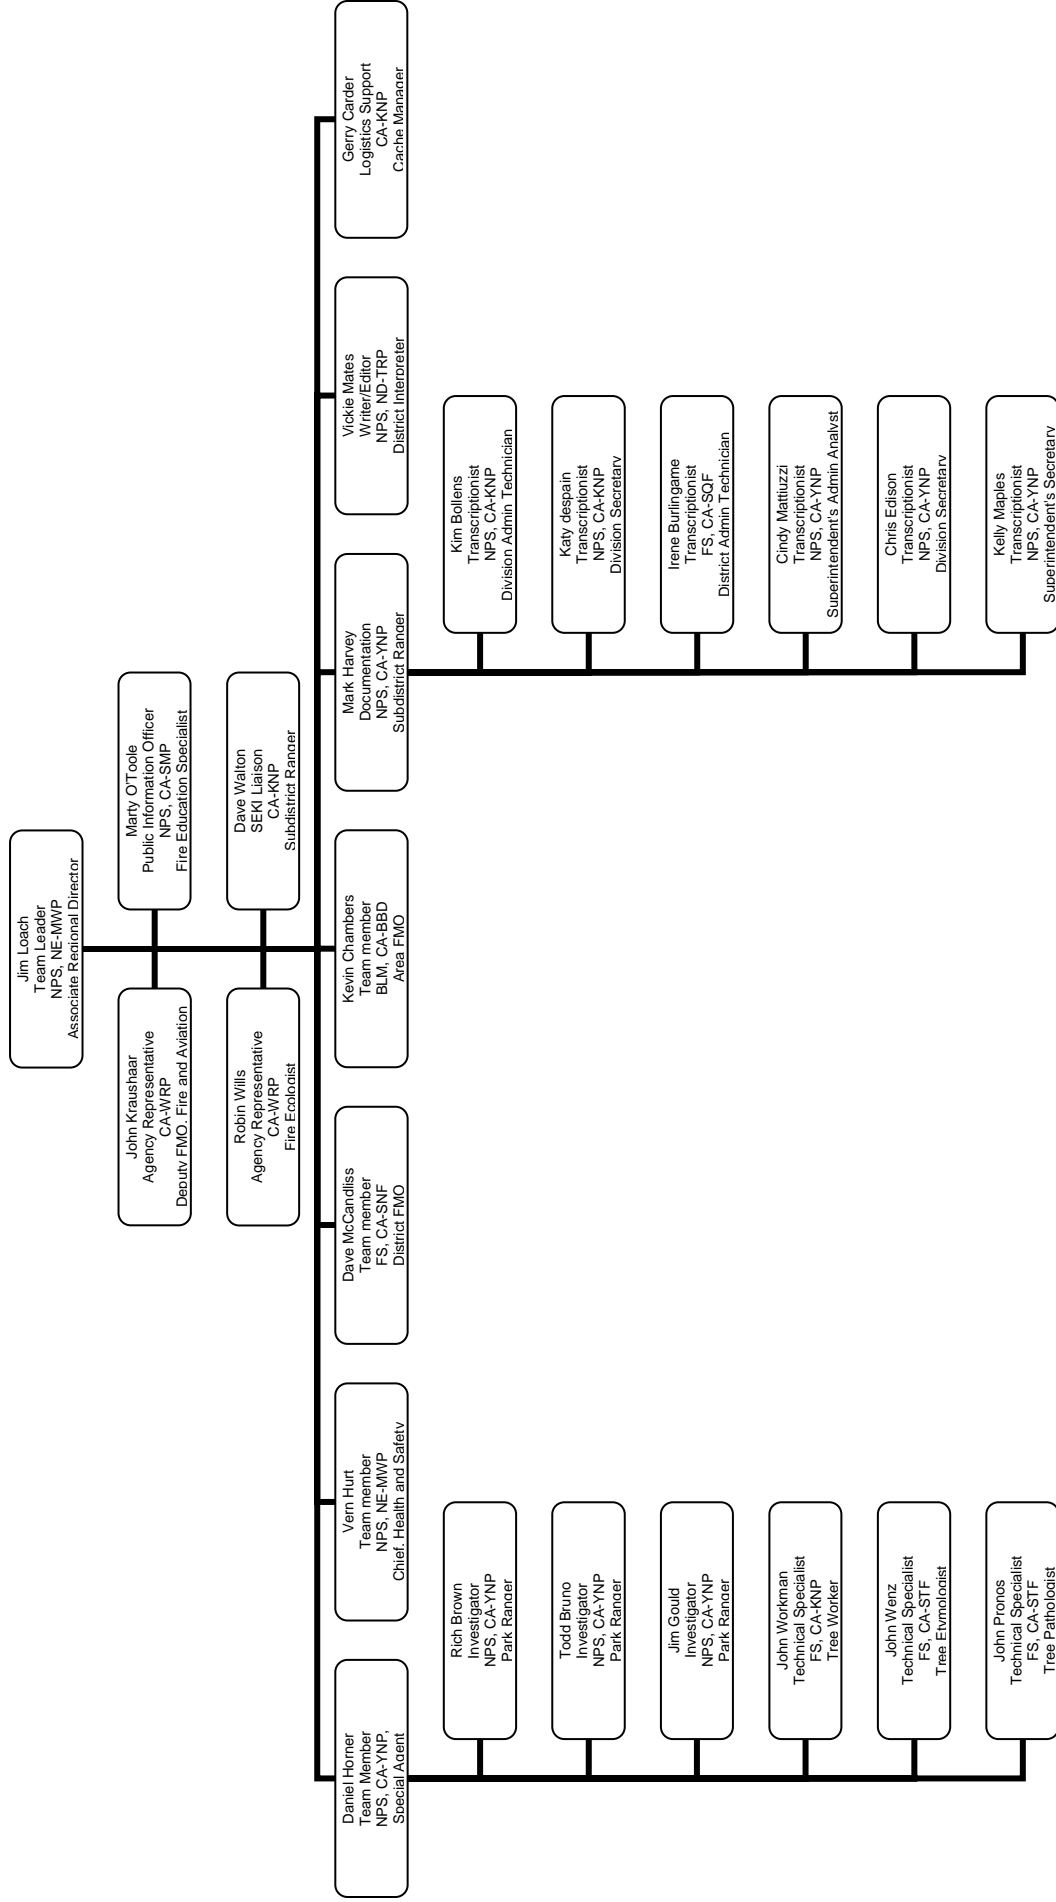 Jim Loach
Team Leader
NPS, NE-MWP
Associate Regional Director
John Kraushaar
Agency Representative
CA-WRP
Deputy FMO, Fire and Aviation
Marty O'Toole
Public Information Officer
NPS, CA-SMP
Fire Education Specialist
Robin Wills
Agency Representative
CA-WRP
Fire Ecologist
Dave Walton
SEKI Liaison
CA-KNP
Subdistrict Ranger
Daniel Horner
Team Member
NPS, CA-YNP,
Special Agent
Vern Hurt
Team member
NPS, NE-MWP
Chief, Health and Safety
Dave McCandliss
Team member
FS, CA-SNF
District FMO
Kevin Chambers
Team member
BLM, CA-BBD
Area FMO
Mark Harvey
Documentation
NPS, CA-YNP
Subdistrict Ranger
Vickie Mates
Writer/Editor
NPS, ND-TRP
District Interpreter
Gerry Carder
Logistics Support
CA-KNP
Cache Manager
Rich Brown
Investigator
NPS, CA-YNP
Park Ranger
Todd Bruno
Investigator
NPS, CA-YNP
Park Ranger
Jim Gould
Investigator
NPS, CA-YNP
Park Ranger
John Workman
Technical Specialist
FS, CA-KNP
Tree Worker
John Wenz
Technical Specialist
FS, CA-STF
Tree Etymologist
John Pronos
Technical Specialist
FS, CA-STF
Tree Pathologist
Kim Bollens
Transcriptionist
NPS, CA-KNP
Division Admin Technician
Katy despain
Transcriptionist
NPS, CA-KNP
Division Secretary
Irene Burlingame
Transcriptionist
FS, CA-SQF
District Admin Technician
Cindy Mattiuzzi
Transcriptionist
NPS, CA-YNP
Superintendent's Admin Analyst
Chris Edison
Transcriptionist
NPS, CA-YNP
Division Secretary
Kelly Maples
Transcriptionist
NPS, CA-YNP
Superintendent's Secretary